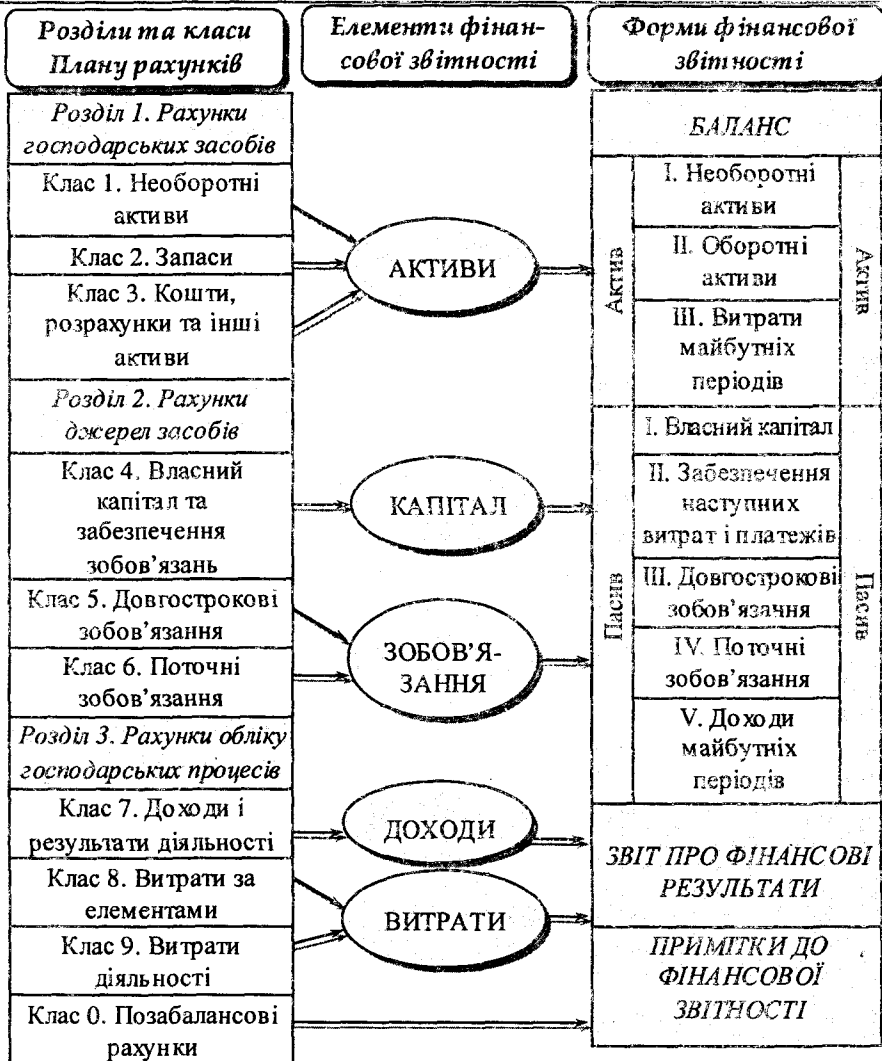 Розділи та класи
Плану рахунків
Елементи фінан-
сової звітності
Форми фінансової
звітності
Розділ 1. Рахунки
господарських засобів
Клас 1. Необоротні
активи
Клас 2. Запаси
Клас 3. Кошти,
розрахунки та інші
активи
Розділ 2. Рахунки
джерел засобів
Клас 4. Власний
капітал та
забезпечення
зобов'язань
Клас 5. Довгострокові
зобов'язання
Клас 6. Поточні
зобов'язання
Розділ 3. Рахунки обліку
господарських процесів
Клас 7. Доходи і
результати діяльності
Клас 8. Витрати за
елементами
Клас 9. Витрати
діяльності
Клас 0. Позабалансові
рахунки
АКТИВИ
КАПІТАЛ
ЗОБОВ'Я-
ЗАННЯ
ДОХОДИ
ВИТРАТИ
БАЛАНС
Актив
І. Необоротні
активи
ІІ. Оборотні
активи
ІІІ. Витрати
майбутніх
періодів
Актив
Пасив
І. Власний капітал
ІІ. Забезпечення
наступних
витрат і платежів
ІІІ. Довгострокові
зобов'язання
IV. Поточні
зобов'язання
V. Доходи
майбутніх
періодів
Пасив
ЗВІТ ПРО ФІНАНСОВІ
РЕЗУЛЬТАТИ
ПРИМІТКИ ДО
ФІНАНСОВОЇ
ЗВІТНОСТІ